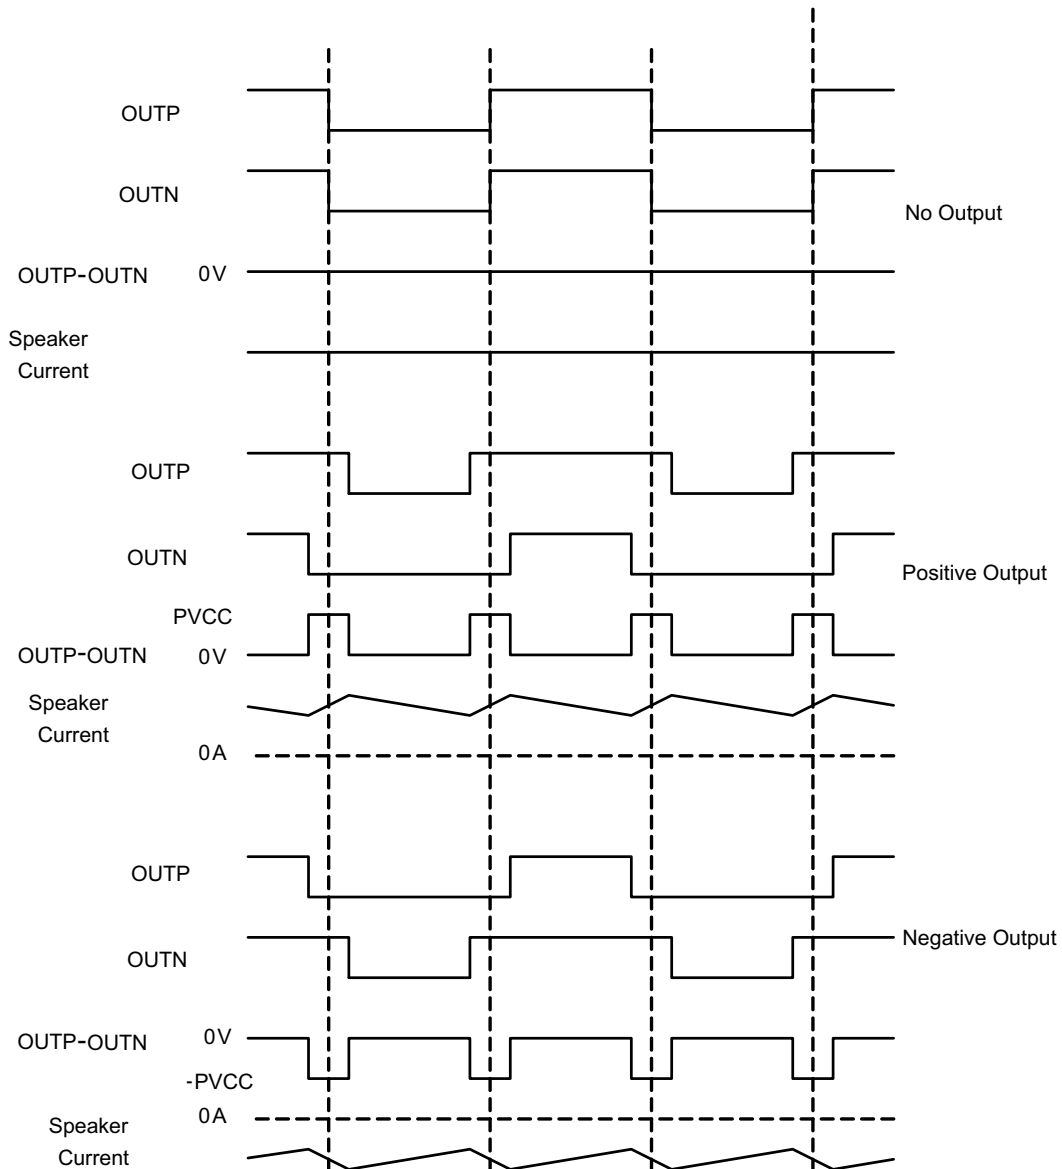 OUTP
OUTN
No Output
OUTP-OUTN 0V
Speaker
Current
OUTP
OUTN
Positive Output
PVCC
OUTP-OUTN 0V
Speaker
Current
0A
OUTP
OUTN
Negative Output
OUTP-OUTN 0V
-PVCC
0A
Speaker
Current